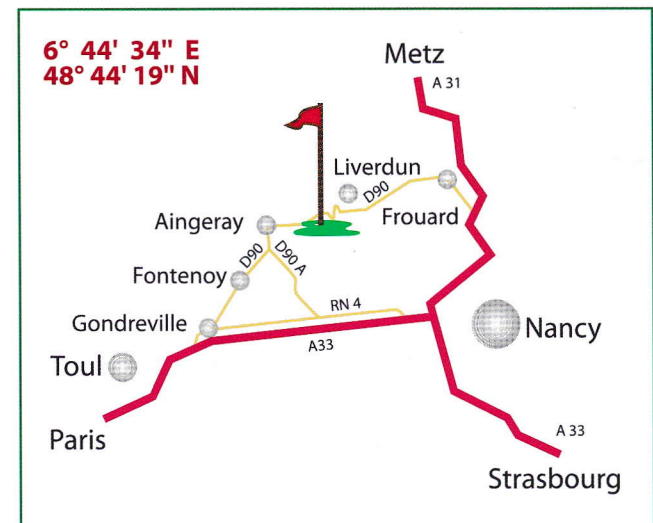 6° 44' 34" E
48° 44' 19" N
Metz
A 31
Liverdun
D90
Frouard
Aingeray
D90
D90 A
Fontenoy
RN 4
Gondreville
Nancy
A33
Toul
Paris
A 33
Strasbourg